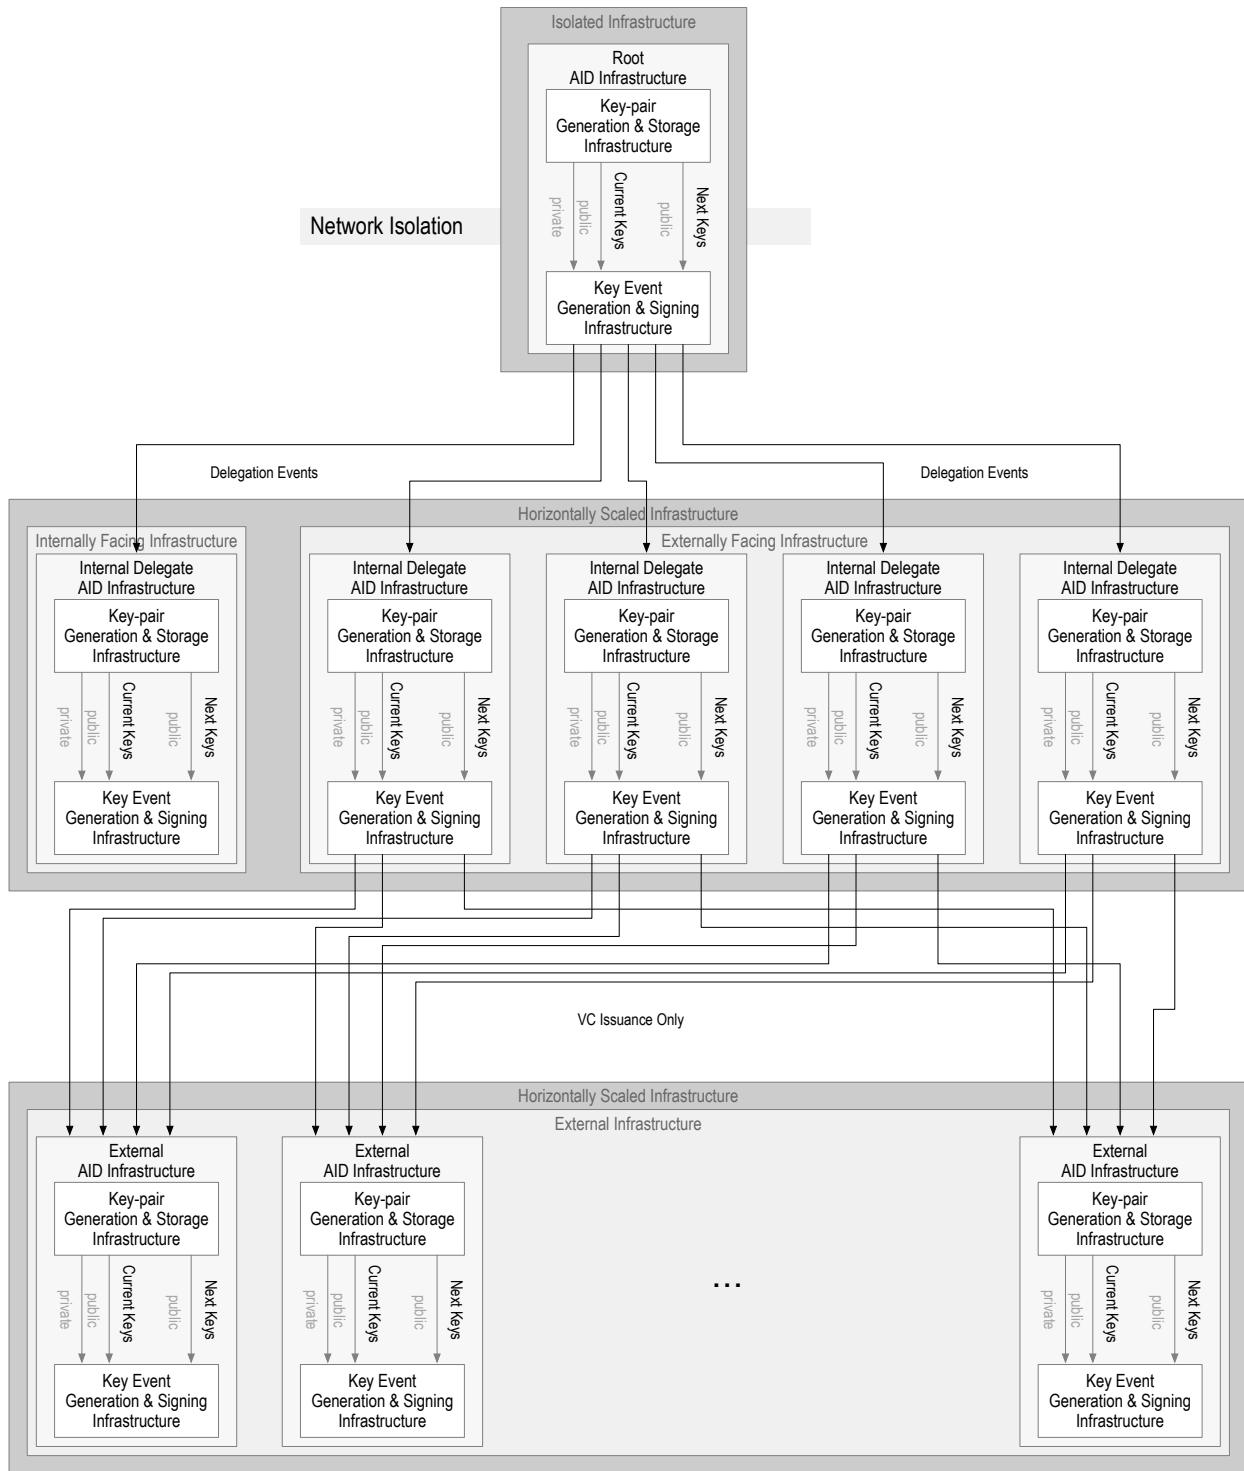 Isolated Infrastructure
Root
AID Infrastructure
Key-pair
Generation & Storage
Infrastructure
private
public
Current Keys
public
Next Keys
Network Isolation
Key Event
Generation & Signing
Infrastructure
Delegation Events
Delegation Events
Horizontally Scaled Infrastructure
Internally Facing Infrastructure
Externally Facing Infrastructure
Internal Delegate
AID Infrastructure
Key-pair
Generation & Storage
Infrastructure
private
public
Current Keys
public
Next Keys
Key Event
Generation & Signing
Infrastructure
Internal Delegate
AID Infrastructure
Key-pair
Generation & Storage
Infrastructure
private
public
Current Keys
public
Next Keys
Key Event
Generation & Signing
Infrastructure
Internal Delegate
AID Infrastructure
Key-pair
Generation & Storage
Infrastructure
private
public
Current Keys
public
Next Keys
Key Event
Generation & Signing
Infrastructure
Internal Delegate
AID Infrastructure
Key-pair
Generation & Storage
Infrastructure
private
public
Current Keys
public
Next Keys
Key Event
Generation & Signing
Infrastructure
Internal Delegate
AID Infrastructure
Key-pair
Generation & Storage
Infrastructure
private
public
Current Keys
public
Next Keys
Key Event
Generation & Signing
Infrastructure
VC Issuance Only
Horizontally Scaled Infrastructure
External Infrastructure
External
AID Infrastructure
Key-pair
Generation & Storage
Infrastructure
private
public
Current Keys
public
Next Keys
Key Event
Generation & Signing
Infrastructure
External
AID Infrastructure
Key-pair
Generation & Storage
Infrastructure
private
public
Current Keys
public
Next Keys
Key Event
Generation & Signing
Infrastructure
...
External
AID Infrastructure
Key-pair
Generation & Storage
Infrastructure
private
public
Current Keys
public
Next Keys
Key Event
Generation & Signing
Infrastructure